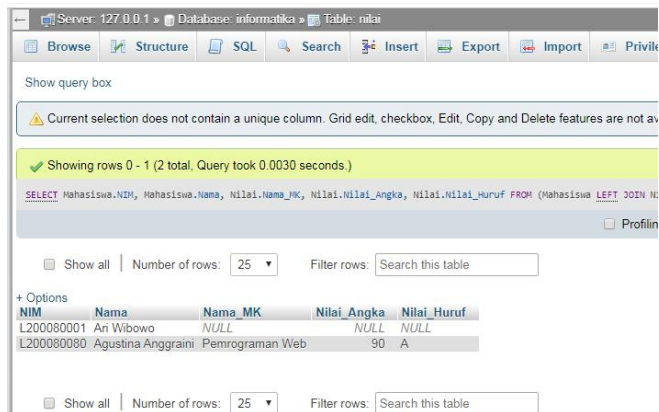 Server: 127.0.0.1 » Database: informatika » Table: nilai
Browse Structure SQL Search Insert Export Import Privile
Show query box
Current selection does not contain a unique column. Grid edit, checkbox, Edit, Copy and Delete features are not av
Showing rows 0 - 1 (2 total, Query took 0.0030 seconds.)
SELECT Mahasiswa.NIM, Mahasiswa.Nama, Nilai.Nama_MK, Nilai.Nilai_Angka, Nilai.Nilai_Huruf FROM (Mahasiswa LEFT JOIN Ni
Profilin
Show all Number of rows: 25 Filter rows: Search this table
+ Options
NIM Nama Nama_MK Nilai_Angka Nilai_Huruf
L200080001 Ari Wibowo NULL NULL NULL
L200080080 Agustina Anggraini Pemrograman Web 90 A
Show all Number of rows: 25 Filter rows: Search this table